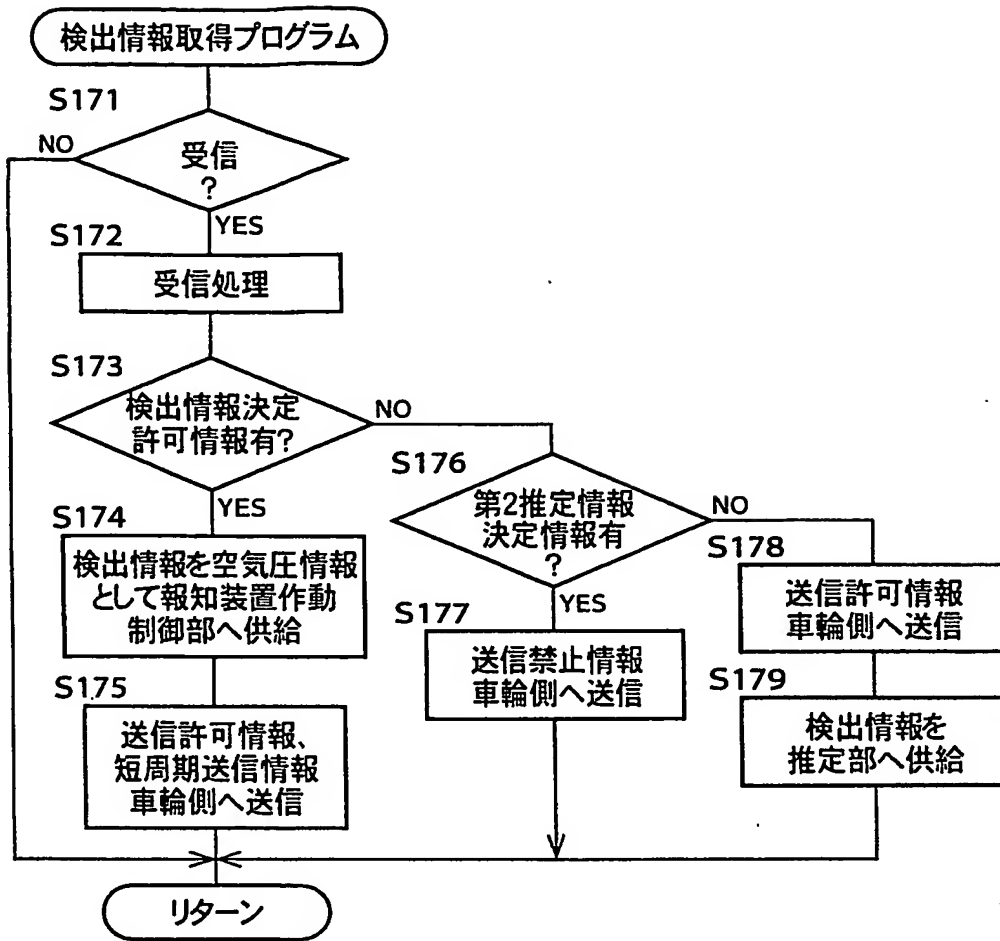 検出情報取得プログラム
S171
NO
受信
?
YES
S172
受信処理
S173
検出情報決定
許可情報有?
NO
YES
S174
検出情報を空気圧情報
として報知装置作動
制御部へ供給
S175
送信許可情報、
短周期送信情報
車輪側へ送信
S176
第2推定情報
決定情報有
?
NO
YES
S177
送信禁止情報
車輪側へ送信
S178
送信許可情報
車輪側へ送信
S179
検出情報を
推定部へ供給
リターン